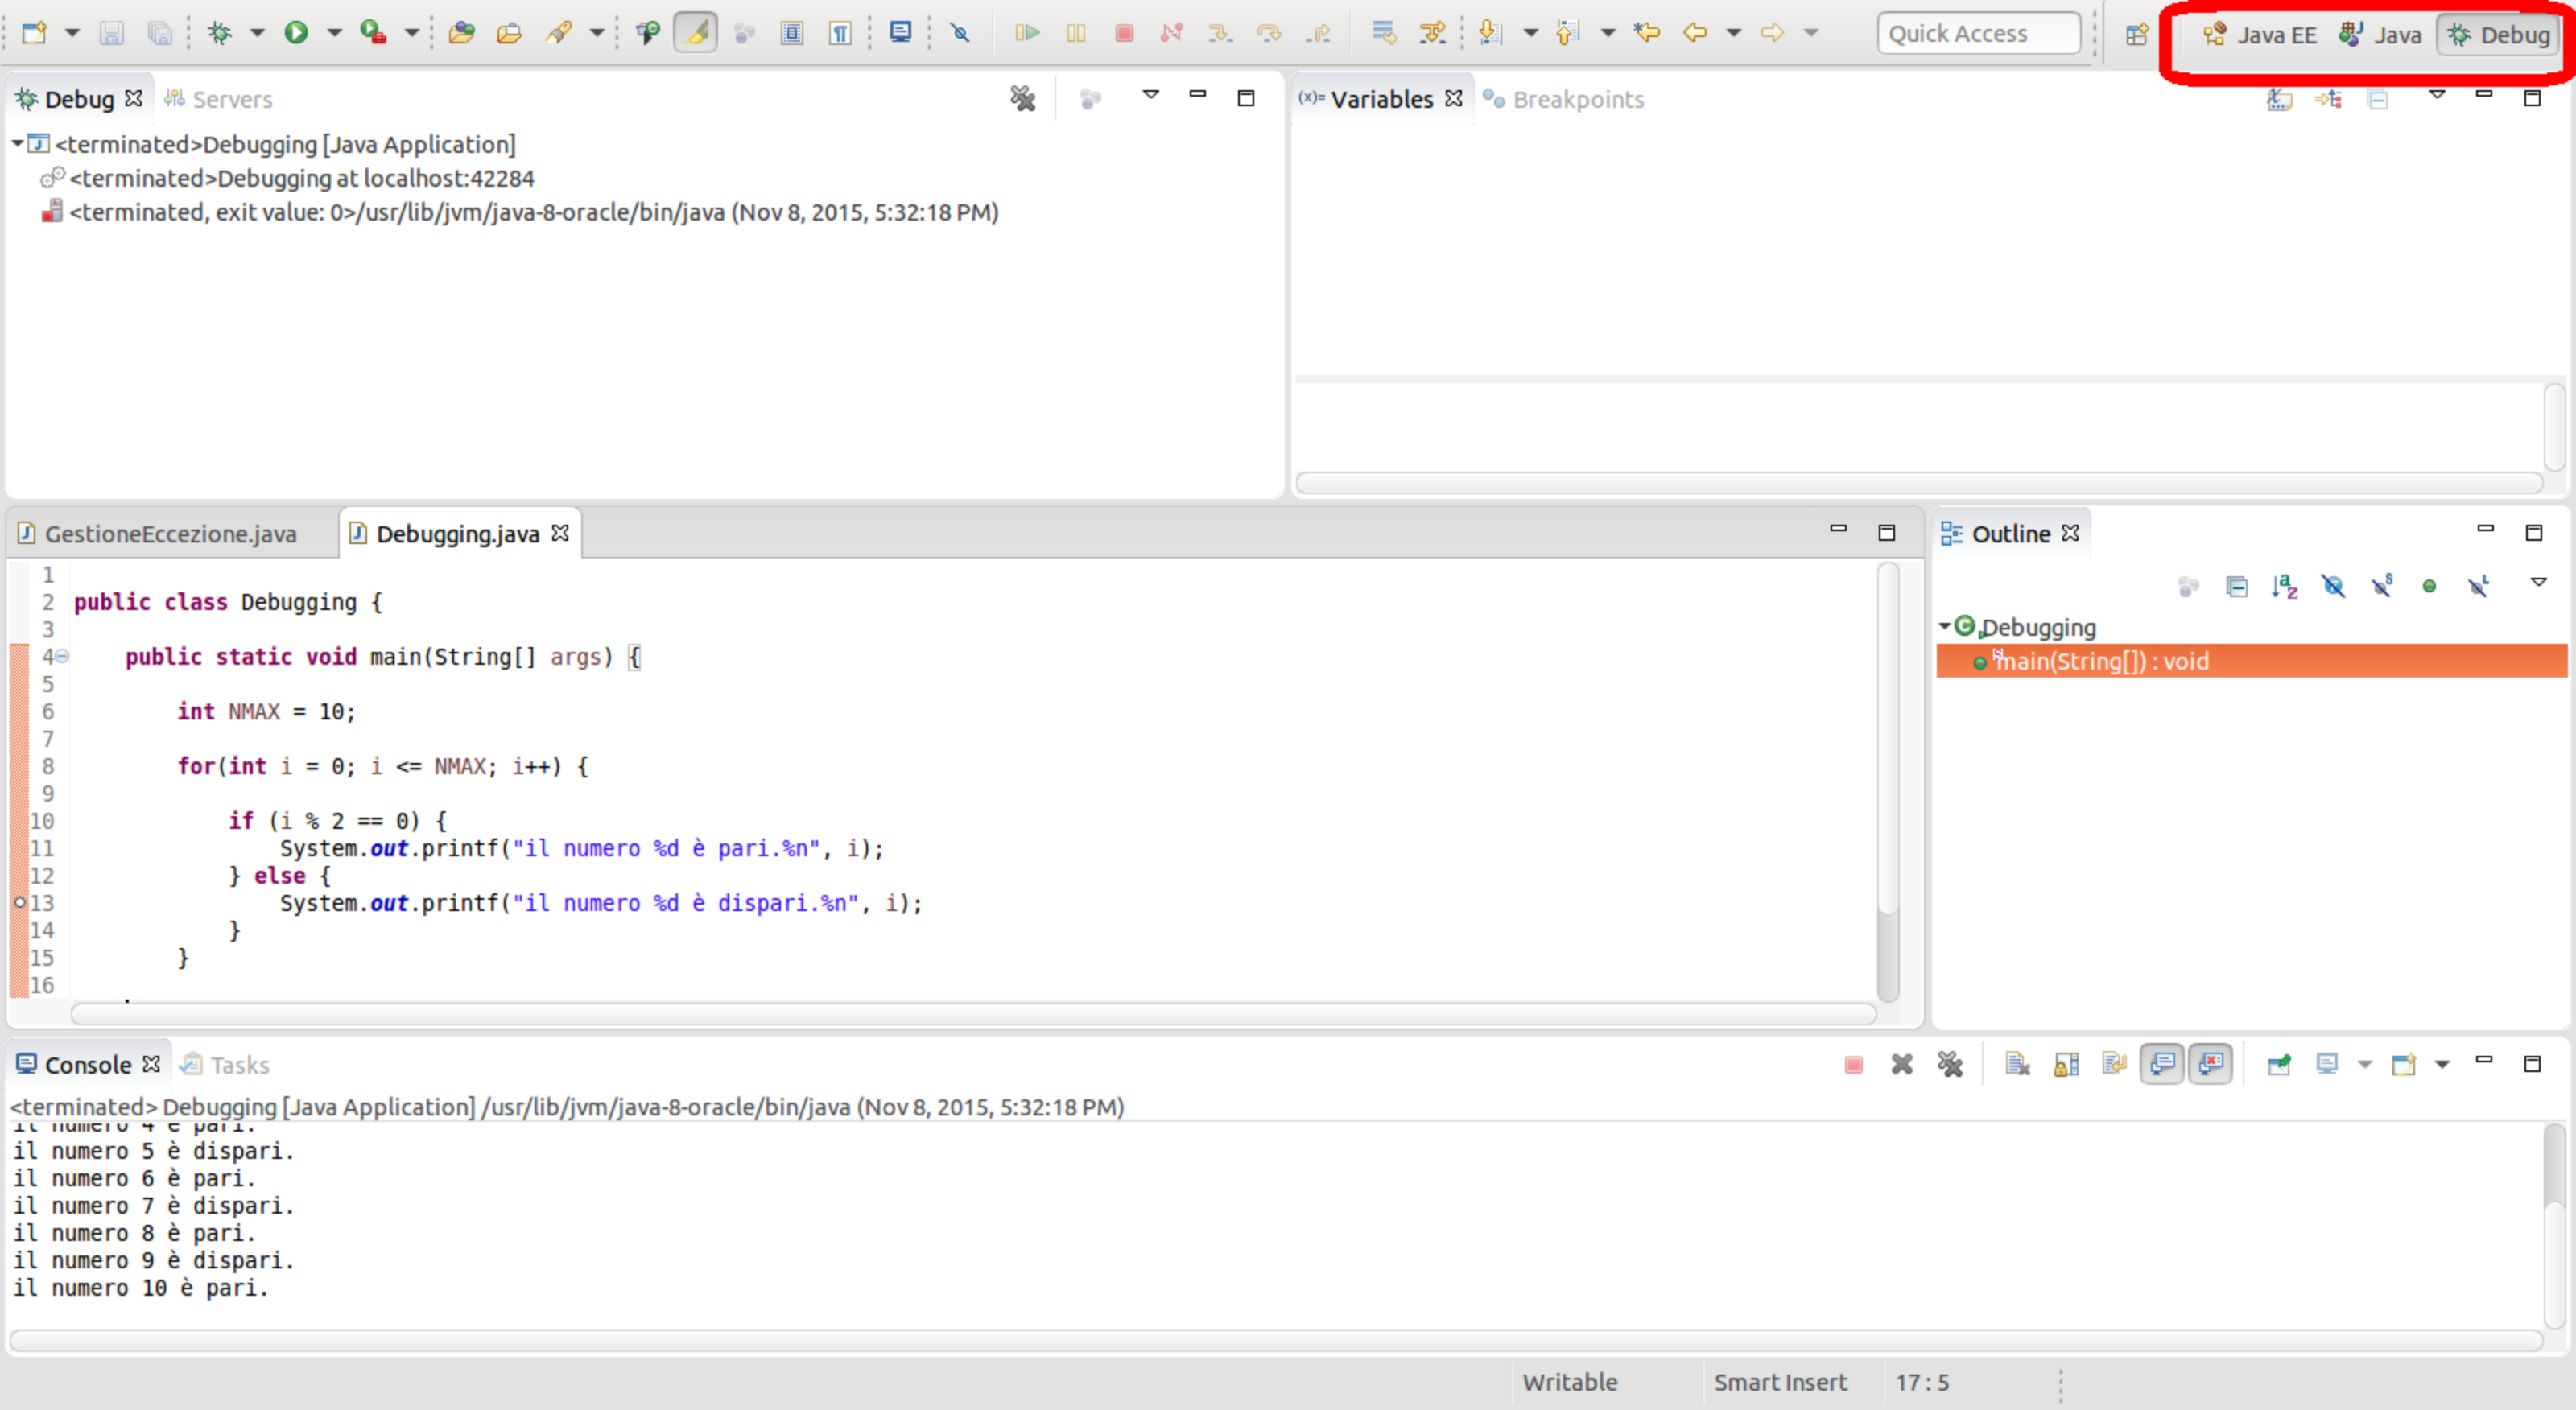 Quick Access
Java EE Java Debug
Debug Servers
<terminated>Debugging [Java Application]
<terminated>Debugging at localhost:42284
<terminated, exit value: 0>/usr/lib/jvm/java-8-oracle/bin/java (Nov 8, 2015, 5:32:18 PM)
(x)= Variables Breakpoints
GestioneEccezione.java Debugging.java
1
2 public class Debugging {
3
4 public static void main(String[] args) {
5
6 int NMAX = 10;
7
8 for(int i = 0; i <= NMAX; i++) {
9
10 if (i % 2 == 0) {
11 System.out.printf("il numero %d è pari.%n", i);
12 } else {
13 System.out.printf("il numero %d è dispari.%n", i);
14 }
15 }
16
Outline
Debugging
main(String[]) : void
Console Tasks
<terminated> Debugging [Java Application] /usr/lib/jvm/java-8-oracle/bin/java (Nov 8, 2015, 5:32:18 PM)
il numero 4 è pari.
il numero 5 è dispari.
il numero 6 è pari.
il numero 7 è dispari.
il numero 8 è pari.
il numero 9 è dispari.
il numero 10 è pari.
Writable Smart Insert 17 : 5